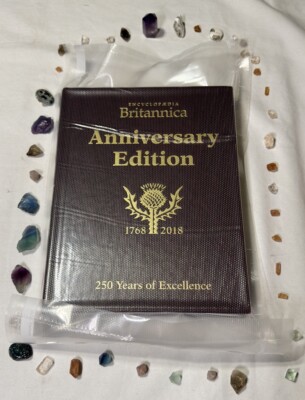 ENCYCLOPÆDIA
Britannica
Anniversary
Edition
1768 2018
250 Years of Excellence